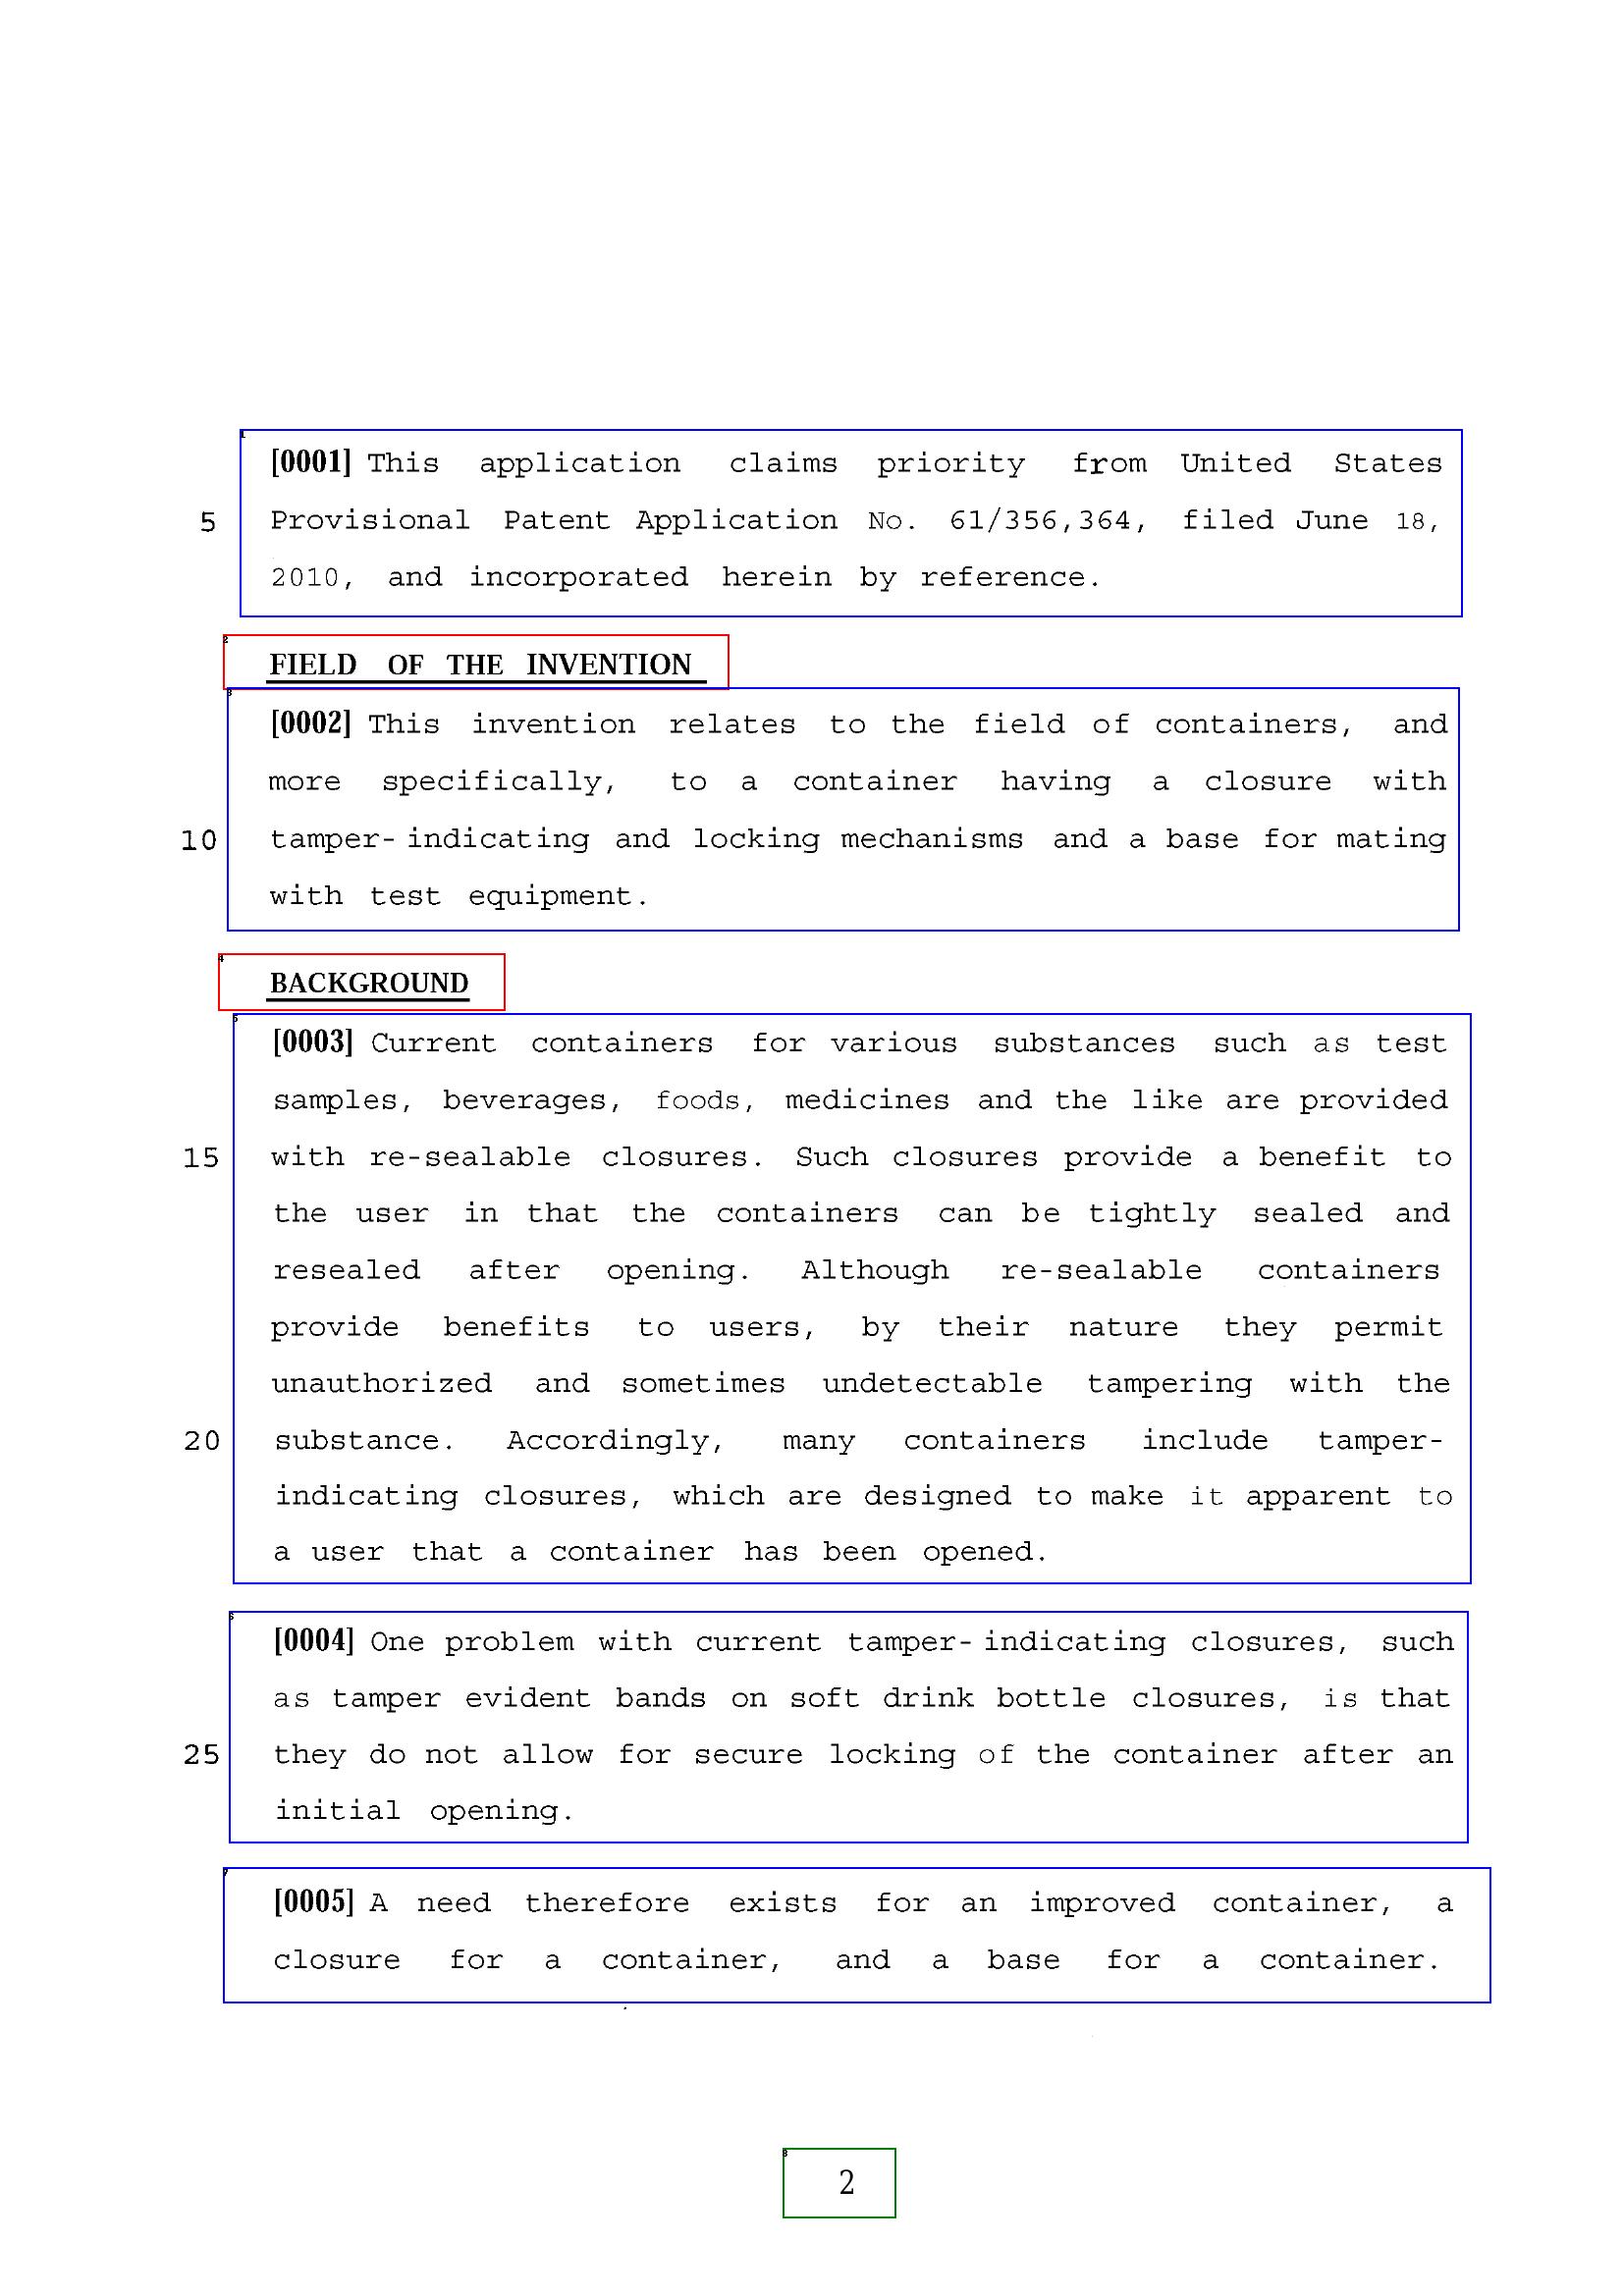 [0001] This application claims priority from United States
5 Provisional Patent Application No. 61/356,364, filed June 18,
2010, and incorporated herein by reference.
FIELD OF THE INVENTION
[0002] This invention relates to the field of containers, and
more specifically, to a container having a closure with
10 tamper-indicating and locking mechanisms and a base for mating
with test equipment.
BACKGROUND
[0003] Current containers for various substances such as test
samples, beverages, foods, medicines and the like are provided
15 with re-sealable closures. Such closures provide a benefit to
the user in that the containers can be tightly sealed and
resealed after opening. Although re-sealable containers
provide benefits to users, by their nature they permit
unauthorized and sometimes undetectable tampering with the
20 substance. Accordingly, many containers include tamper-
indicating closures, which are designed to make it apparent to
a user that a container has been opened.
[0004] One problem with current tamper-indicating closures, such
as tamper evident bands on soft drink bottle closures, is that
25 they do not allow for secure locking of the container after an
initial opening.
[0005] A need therefore exists for an improved container, a
closure for a container, and a base for a container.
2